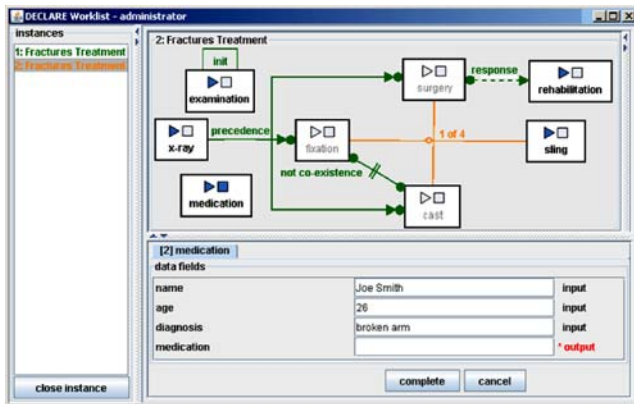 DECLARE Worklist - administrator
instances
1: Fractures Treatment
2: Fractures Treatment
close instance
2: Fractures Treatment
init
examination
surgery
response
rehabilitation
x-ray
precedence
fixation
1 of 4
sling
not co-existence
medication
cast
[2] medication
data fields
name Joe Smith input
age 26 input
diagnosis broken arm input
medication * output
complete cancel